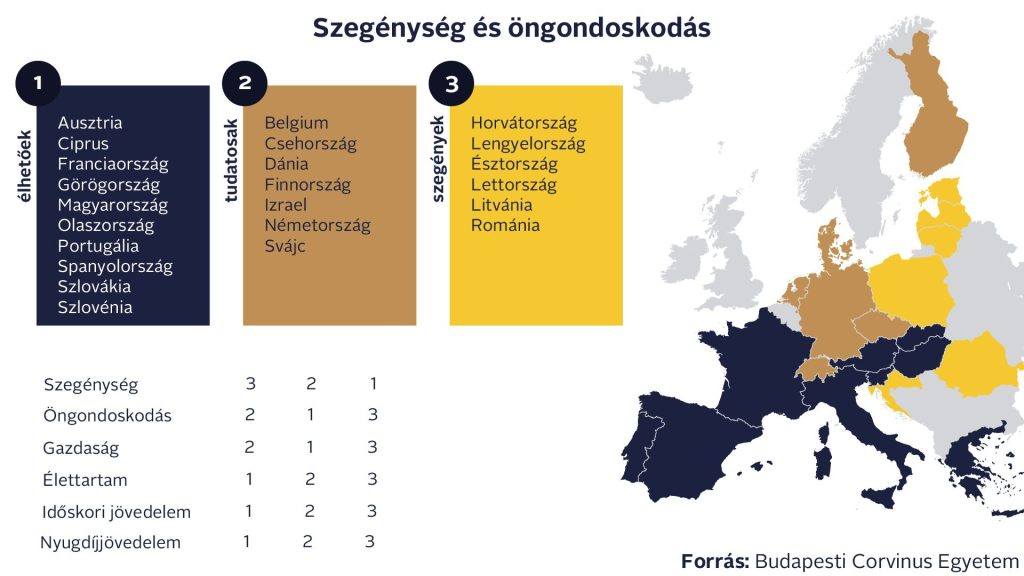 Szegénység és öngondoskodás
1
élhetőek
Ausztria
Ciprus
Franciaország
Görögország
Magyarország
Olaszország
Portugália
Spanyolország
Szlovákia
Szlovénia
2
tudatosak
Belgium
Csehország
Dánia
Finnország
Izrael
Németország
Svájc
3
szegények
Horvátország
Lengyelország
Észtország
Lettország
Litvánia
Románia
Szegénység 3 2 1
Öngondoskodás 2 1 3
Gazdaság 2 1 3
Élettartam 1 2 3
Időskori jövedelem 1 2 3
Nyugdíjjövedelem 1 2 3
Forrás: Budapesti Corvinus Egyetem